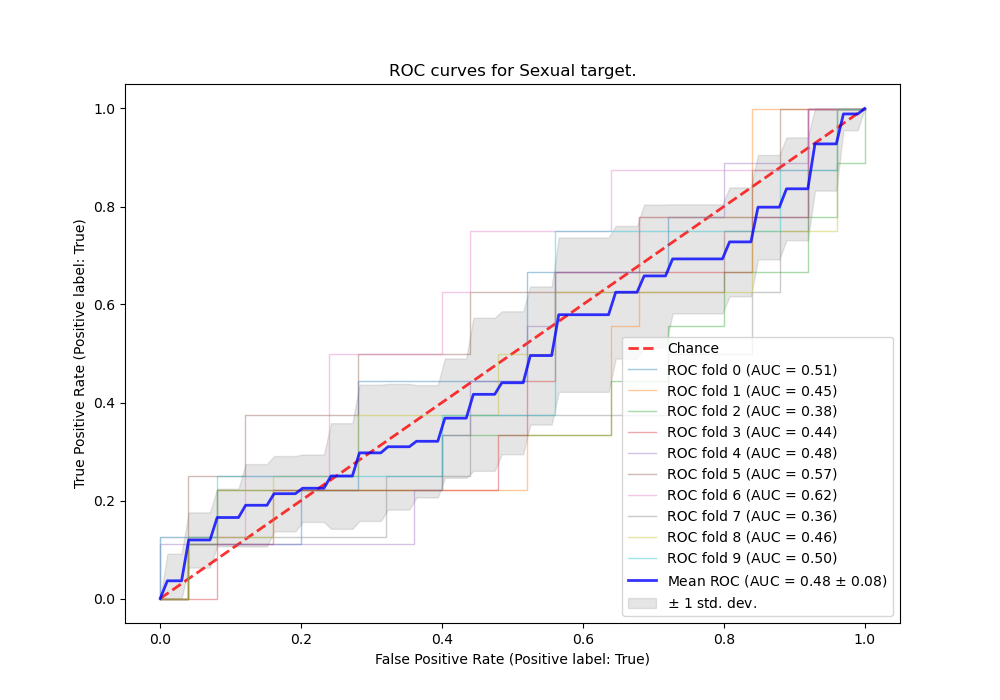 ROC curves for Sexual target.
True Positive Rate (Positive label: True)
1.0
0.8
0.6
0.4
0.2
0.0
0.0 0.2 0.4 0.6 0.8 1.0
False Positive Rate (Positive label: True)
Chance
ROC fold 0 (AUC = 0.51)
ROC fold 1 (AUC = 0.45)
ROC fold 2 (AUC = 0.38)
ROC fold 3 (AUC = 0.44)
ROC fold 4 (AUC = 0.48)
ROC fold 5 (AUC = 0.57)
ROC fold 6 (AUC = 0.62)
ROC fold 7 (AUC = 0.36)
ROC fold 8 (AUC = 0.46)
ROC fold 9 (AUC = 0.50)
Mean ROC (AUC = 0.48 ± 0.08)
± 1 std. dev.